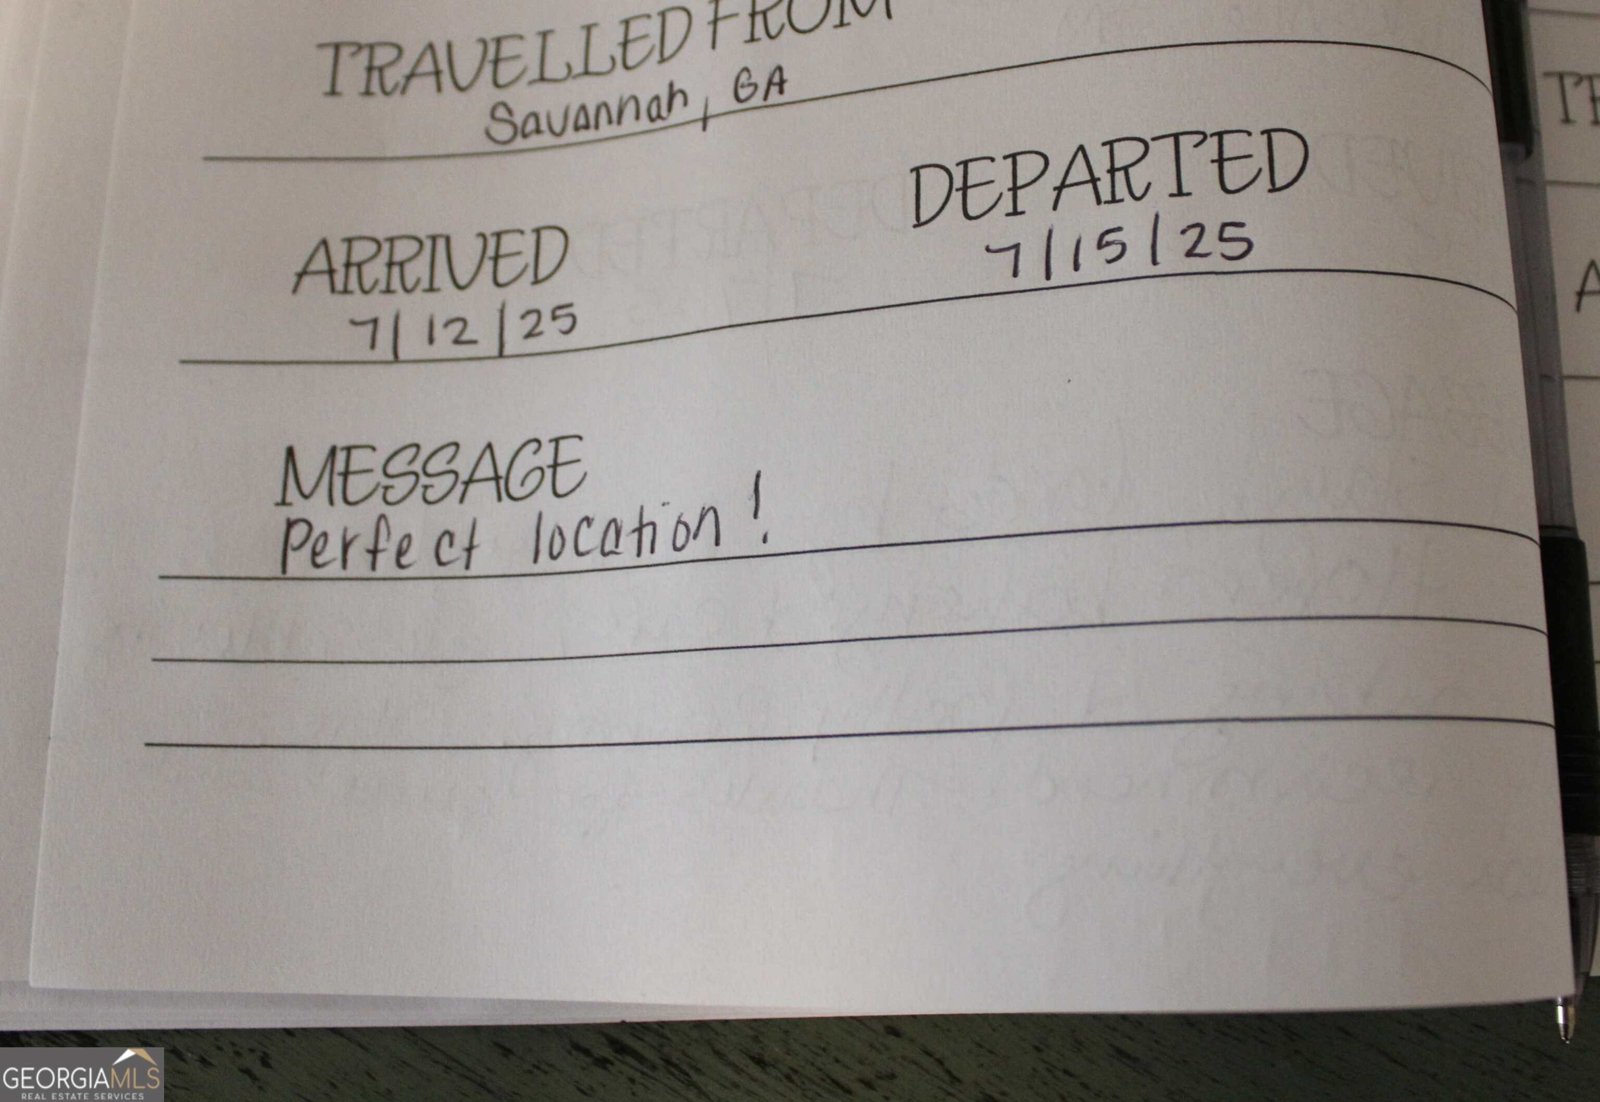 TRAVELLED FROM
Savannah, GA
DEPARTED
7/15/25
ARRIVED
7/12/25
MESSAGE
Perfect location!
GEORGIAMLS
REAL ESTATE SERVICES